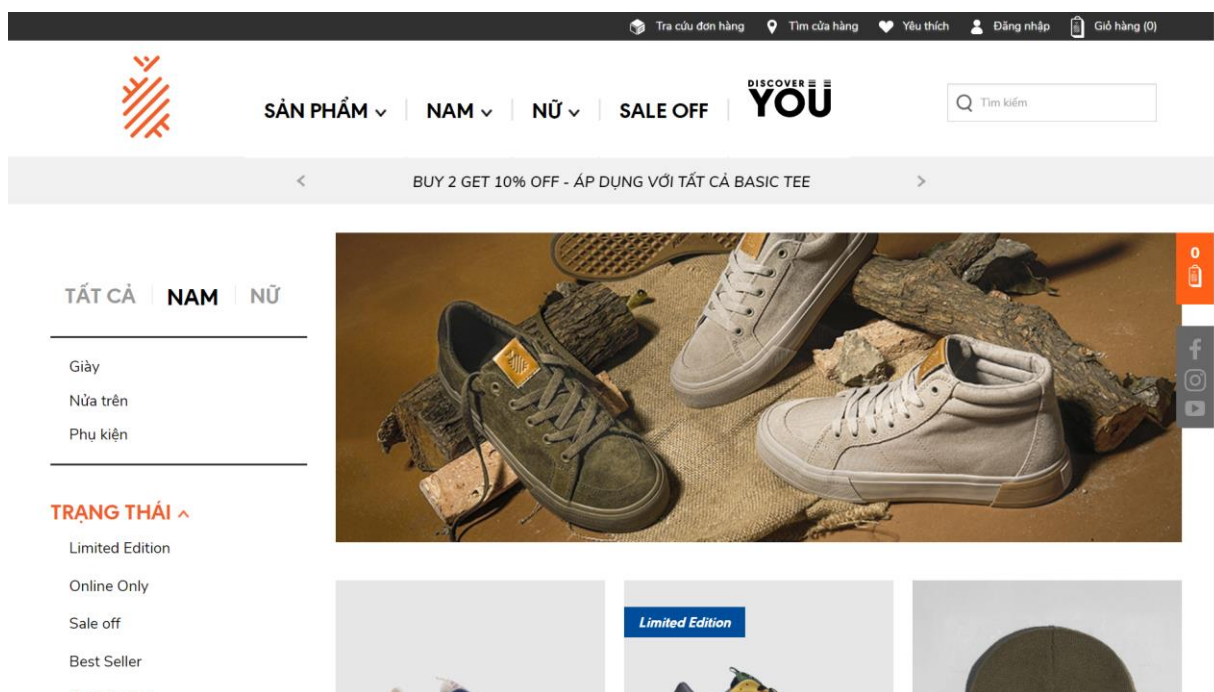 Tra cứu đơn hàng Tìm cửa hàng Yêu thích Đăng nhập Giỏ hàng (0)
SẢN PHẨM NAM NỮ SALE OFF DISCOVER YOU
Tìm kiếm
BUY 2 GET 10% OFF - ÁP DỤNG VỚI TẤT CẢ BASIC TEE
0
TẤT CẢ NAM NỮ
Giày
Nửa trên
Phụ kiện
TRẠNG THÁI
Limited Edition
Online Only
Sale off
Best Seller
Limited Edition